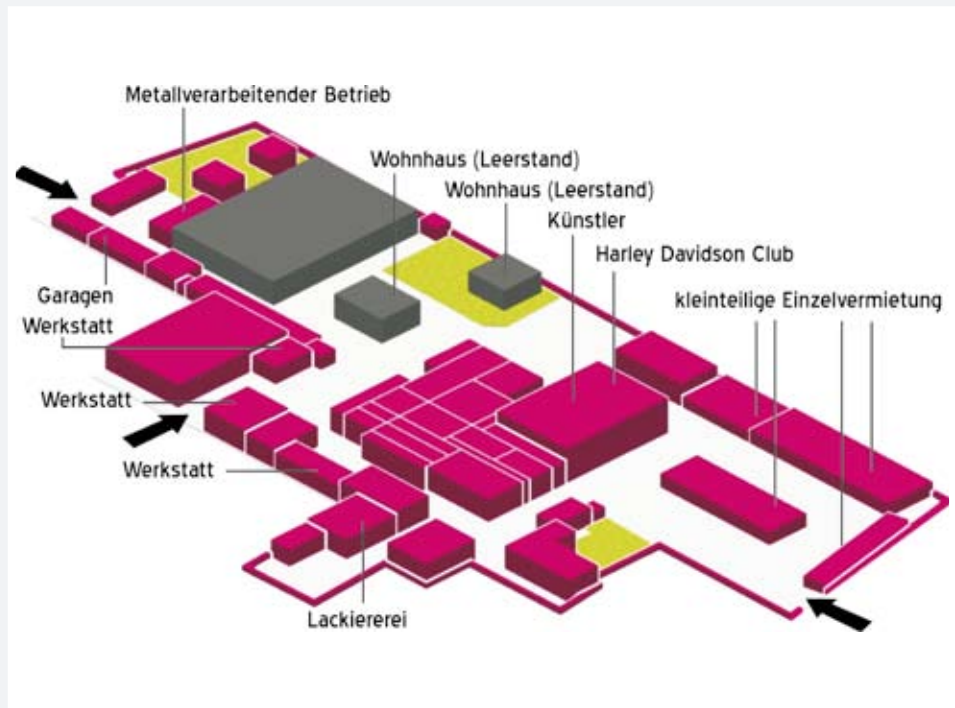 Metallverarbeitender Betrieb
Wohnhaus (Leerstand)
Wohnhaus (Leerstand)
Künstler
Harley Davidson Club
kleinteilige Einzelvermietung
Garagen
Werkstatt
Werkstatt
Werkstatt
Lackiererei